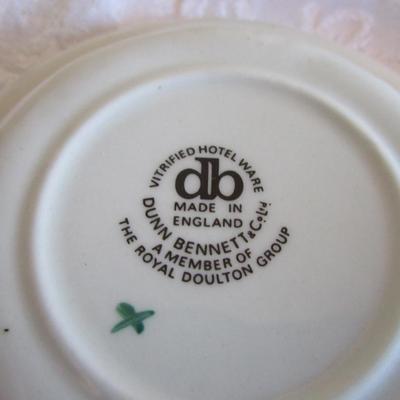 VITRIFIED HOTEL WARE
db
MADE IN
ENGLAND
DUNN BENNETT & Co. Ltd.
A MEMBER OF
THE ROYAL DOULTON GROUP